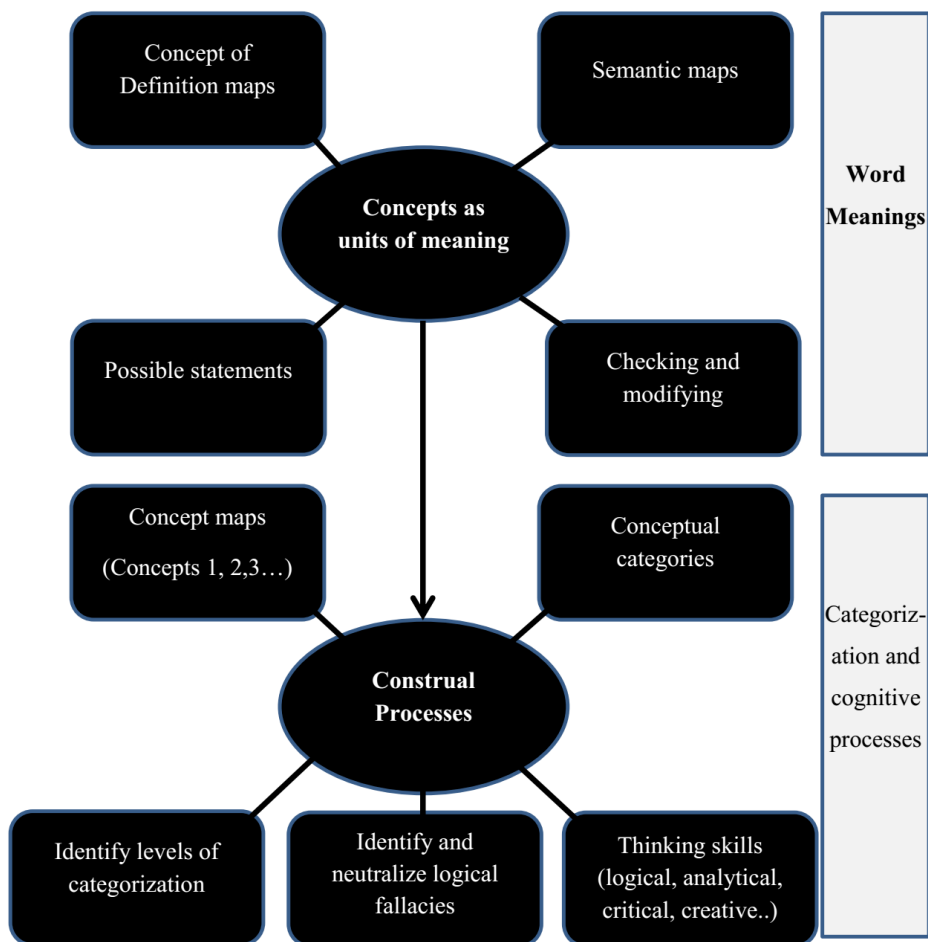 Concept of
Definition maps
Semantic maps
Concepts as
units of meaning
Word
Meanings
Possible statements
Checking and
modifying
Concept maps
(Concepts 1, 2,3…)
Conceptual
categories
Construal
Processes
Categoriz-
ation and
cognitive
processes
Identify levels of
categorization
Identify and
neutralize logical
fallacies
Thinking skills
(logical, analytical,
critical, creative..)